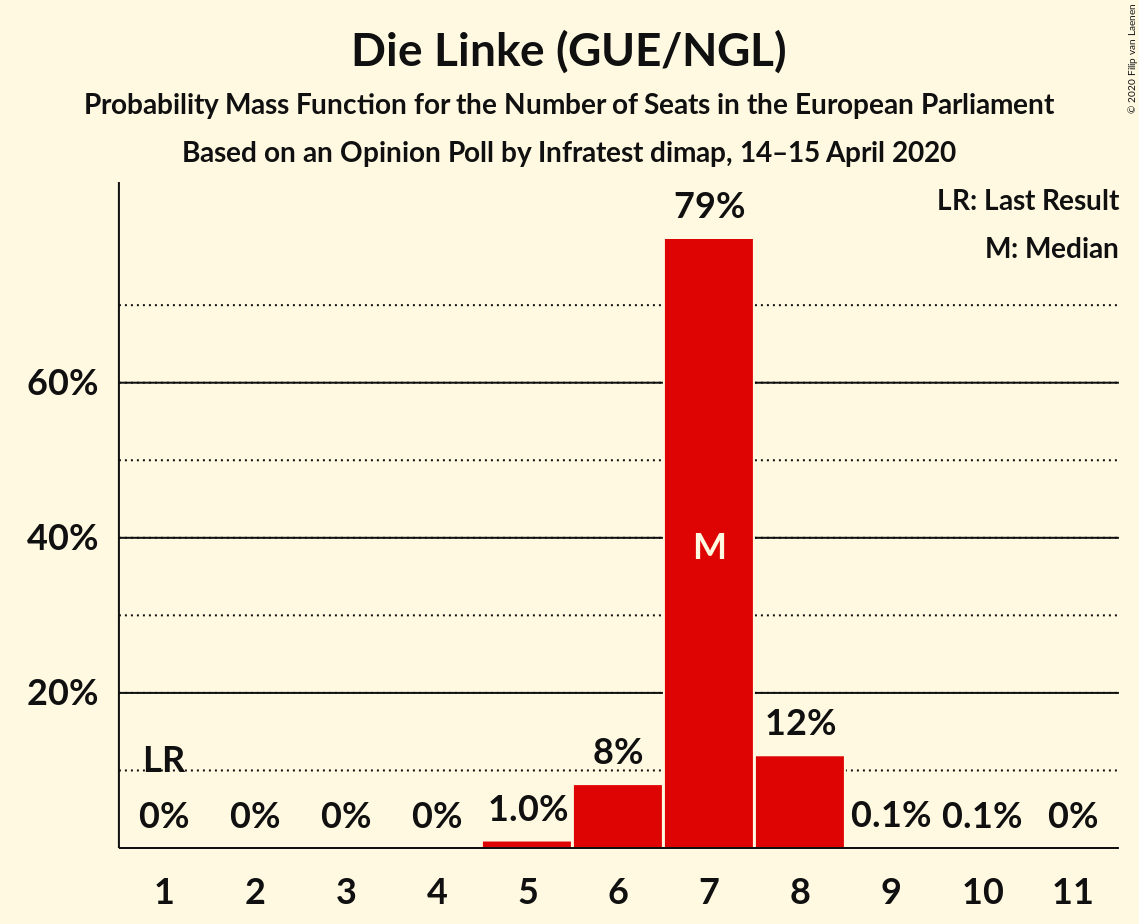 Die Linke (GUE/NGL)
Probability Mass Function for the Number of Seats in the European Parliament
Based on an Opinion Poll by Infratest dimap, 14–15 April 2020
© 2020 Filip van Laenen
LR: Last Result
M: Median
79%
60%
40%
20%
M
LR
0%
0%
0%
0%
1.0%
8%
12%
0.1%
0.1%
0%
1 2 3 4 5 6 7 8 9 10 11